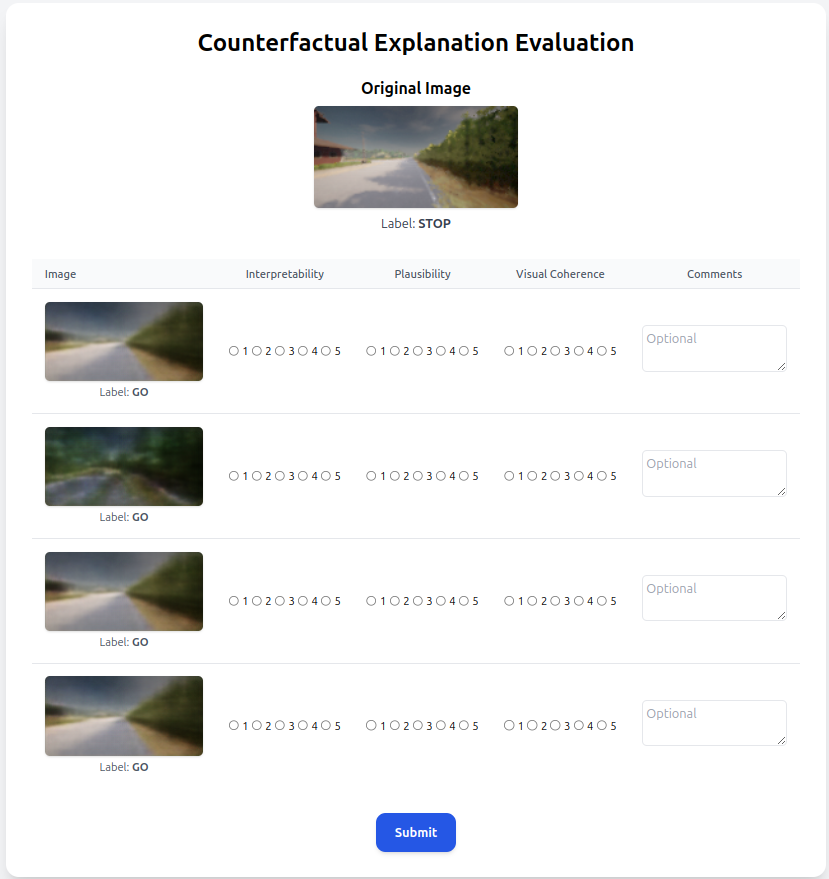 Counterfactual Explanation Evaluation
Original Image
Label: STOP
Image Interpretability Plausibility Visual Coherence Comments
1 2 3 4 5 1 2 3 4 5 1 2 3 4 5 Optional
Label: GO
1 2 3 4 5 1 2 3 4 5 1 2 3 4 5 Optional
Label: GO
1 2 3 4 5 1 2 3 4 5 1 2 3 4 5 Optional
Label: GO
1 2 3 4 5 1 2 3 4 5 1 2 3 4 5 Optional
Label: GO
Submit